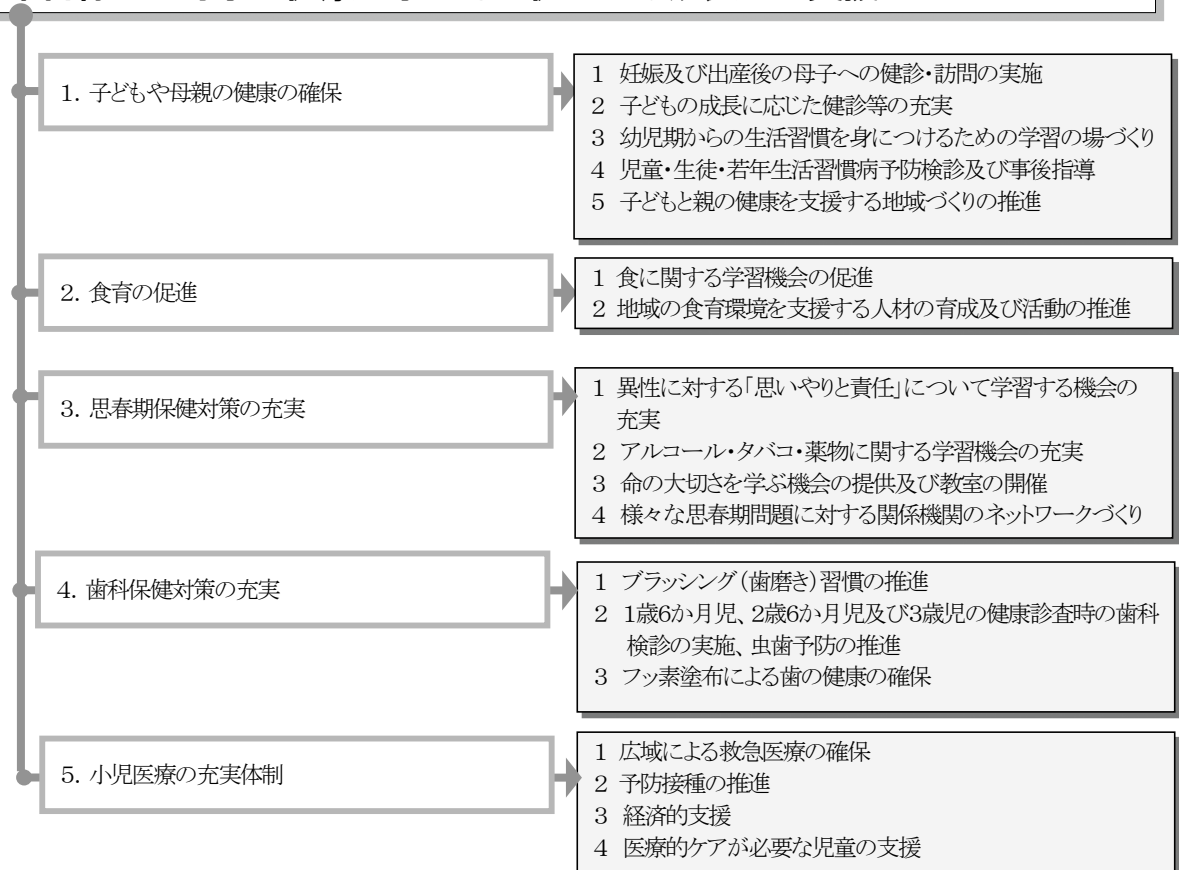 1. 子どもや母親の健康の確保
1 妊娠及び出産後の母子への健診・訪問の実施
2 子どもの成長に応じた健診等の充実
3 幼児期からの生活習慣を身につけるための学習の場づくり
4 児童・生徒・若年生活習慣病予防検診及び事後指導
5 子どもと親の健康を支援する地域づくりの推進
2. 食育の促進
1 食に関する学習機会の促進
2 地域の食育環境を支援する人材の育成及び活動の推進
3. 思春期保健対策の充実
1 異性に対する「思いやりと責任」について学習する機会の
充実
2 アルコール・タバコ・薬物に関する学習機会の充実
3 命の大切さを学ぶ機会の提供及び教室の開催
4 様々な思春期問題に対する関係機関のネットワークづくり
4. 歯科保健対策の充実
1 ブラッシング(歯磨き)習慣の推進
2 1歳6か月児、2歳6か月児及び3歳児の健康診査時の歯科
検診の実施、虫歯予防の推進
3 フッ素塗布による歯の健康の確保
5. 小児医療の充実体制
1 広域による救急医療の確保
2 予防接種の推進
3 経済的支援
4 医療的ケアが必要な児童の支援